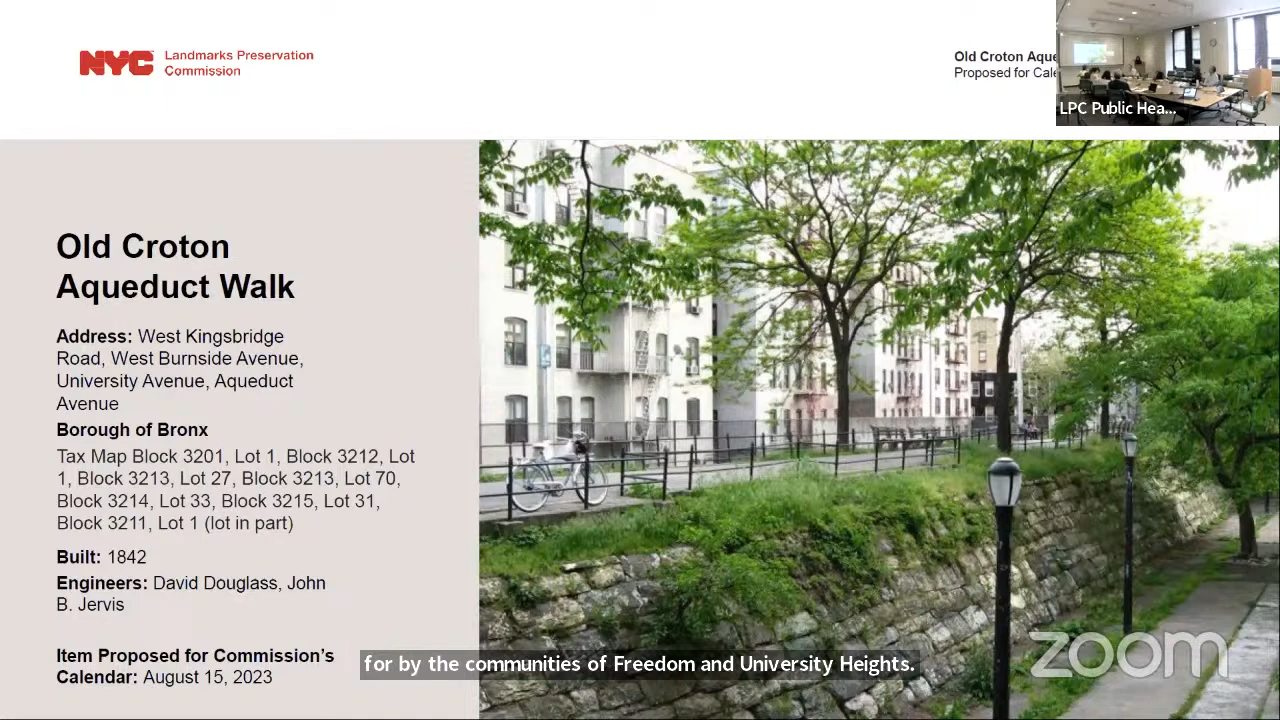 NYC Landmarks Preservation
Commission
Old Croton Aque
Proposed for Cale
LPC Public Hea...
Old Croton
Aqueduct Walk
Address: West Kingsbridge
Road, West Burnside Avenue,
University Avenue, Aqueduct
Avenue
Borough of Bronx
Tax Map Block 3201, Lot 1, Block 3212, Lot
1, Block 3213, Lot 27, Block 3213, Lot 70,
Block 3214, Lot 33, Block 3215, Lot 31,
Block 3211, Lot 1 (lot in part)
Built: 1842
Engineers: David Douglass, John
B. Jervis
Item Proposed for Commission's
Calendar: August 15, 2023
for by the communities of Freedom and University Heights.
zoom